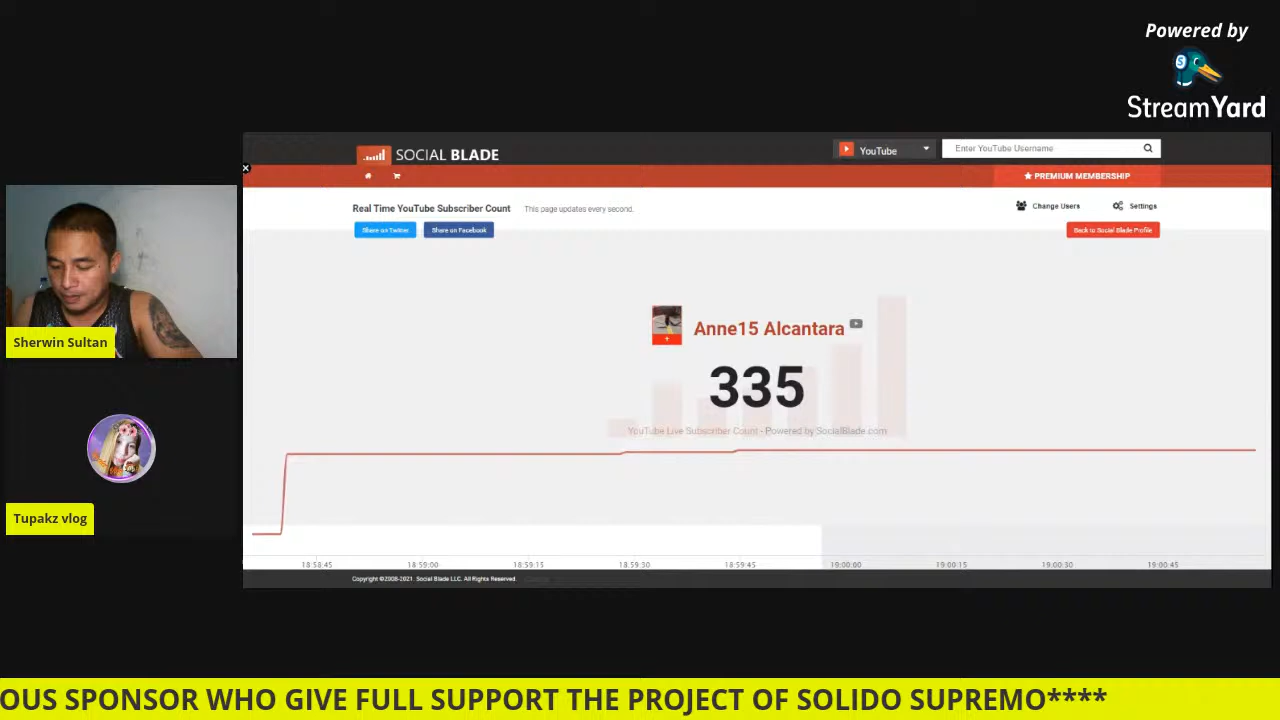 Powered by
StreamYard
SOCIAL BLADE
YouTube
Enter YouTube Username
PREMIUM MEMBERSHIP
Real Time YouTube Subscriber Count
This page updates every second.
Change Users
Settings
Share on Twitter
Share on Facebook
Back to Social Blade Profile
Anne15 Alcantara
335
YouTube Live Subscriber Count - Powered by SocialBlade.com
18:58:45 18:59:00 18:59:15 18:59:30 18:59:45 19:00:00 19:00:15 19:00:30 19:00:45
Copyright ©2008-2021 Social Blade LLC. All Rights Reserved.
Sherwin Sultan
Tupakz vlog
OUS SPONSOR WHO GIVE FULL SUPPORT THE PROJECT OF SOLIDO SUPREMO****